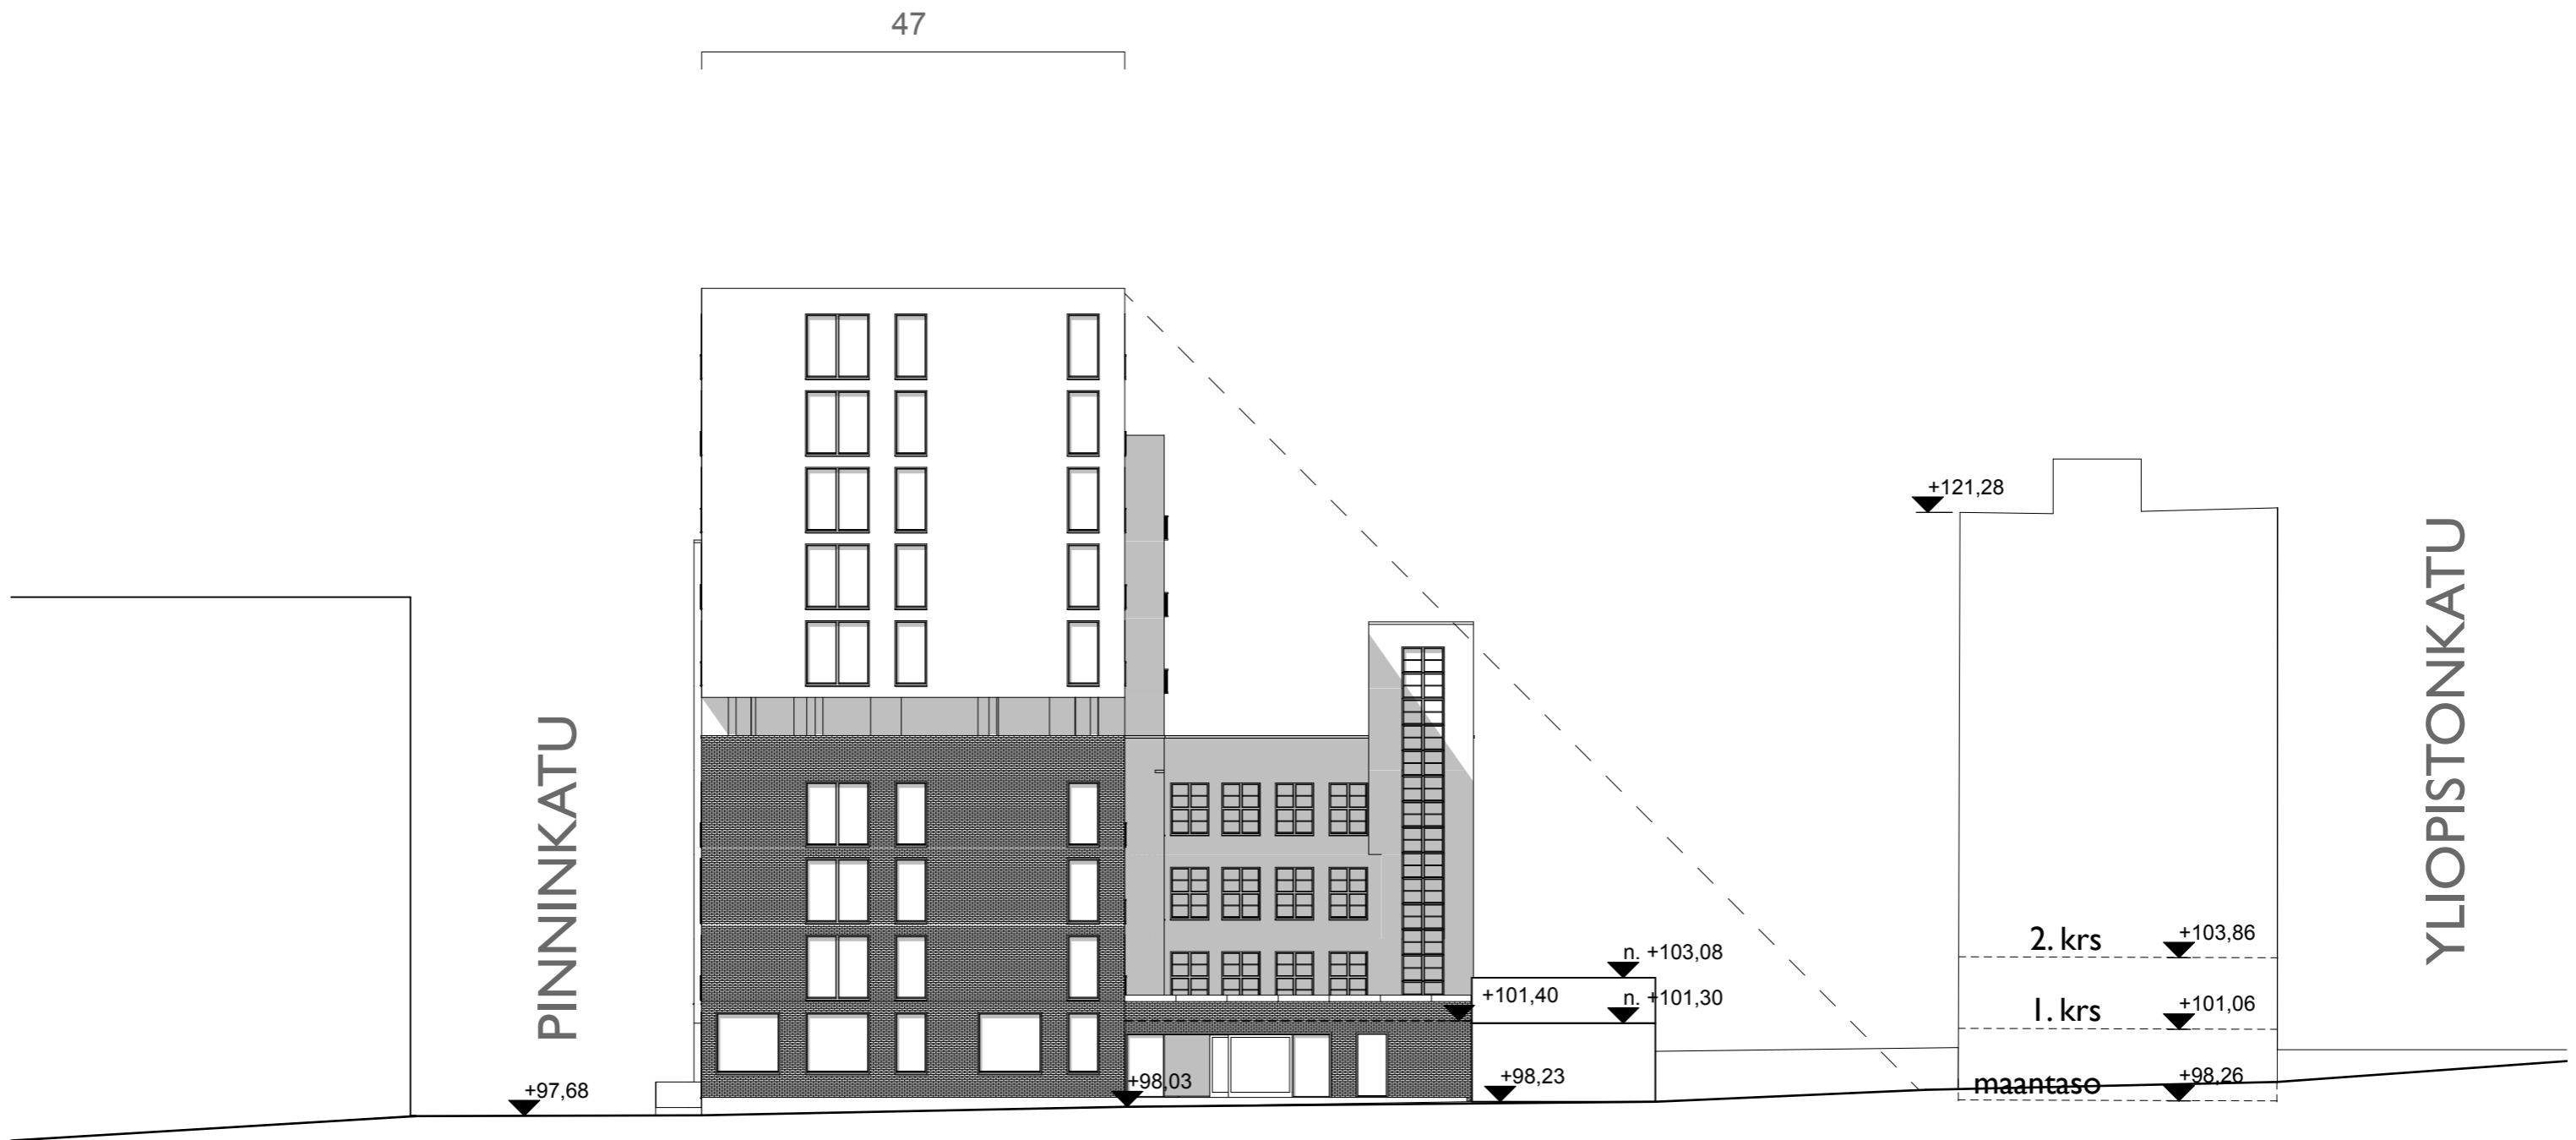 47
+121,28
PINNINKATU
YLIOPISTONKATU
2. krs
+103,86
n. +103,08
+101,40
n. +101,30
1. krs
+101,06
+97,68
+98,03
+98,23
maantaso
+98,26